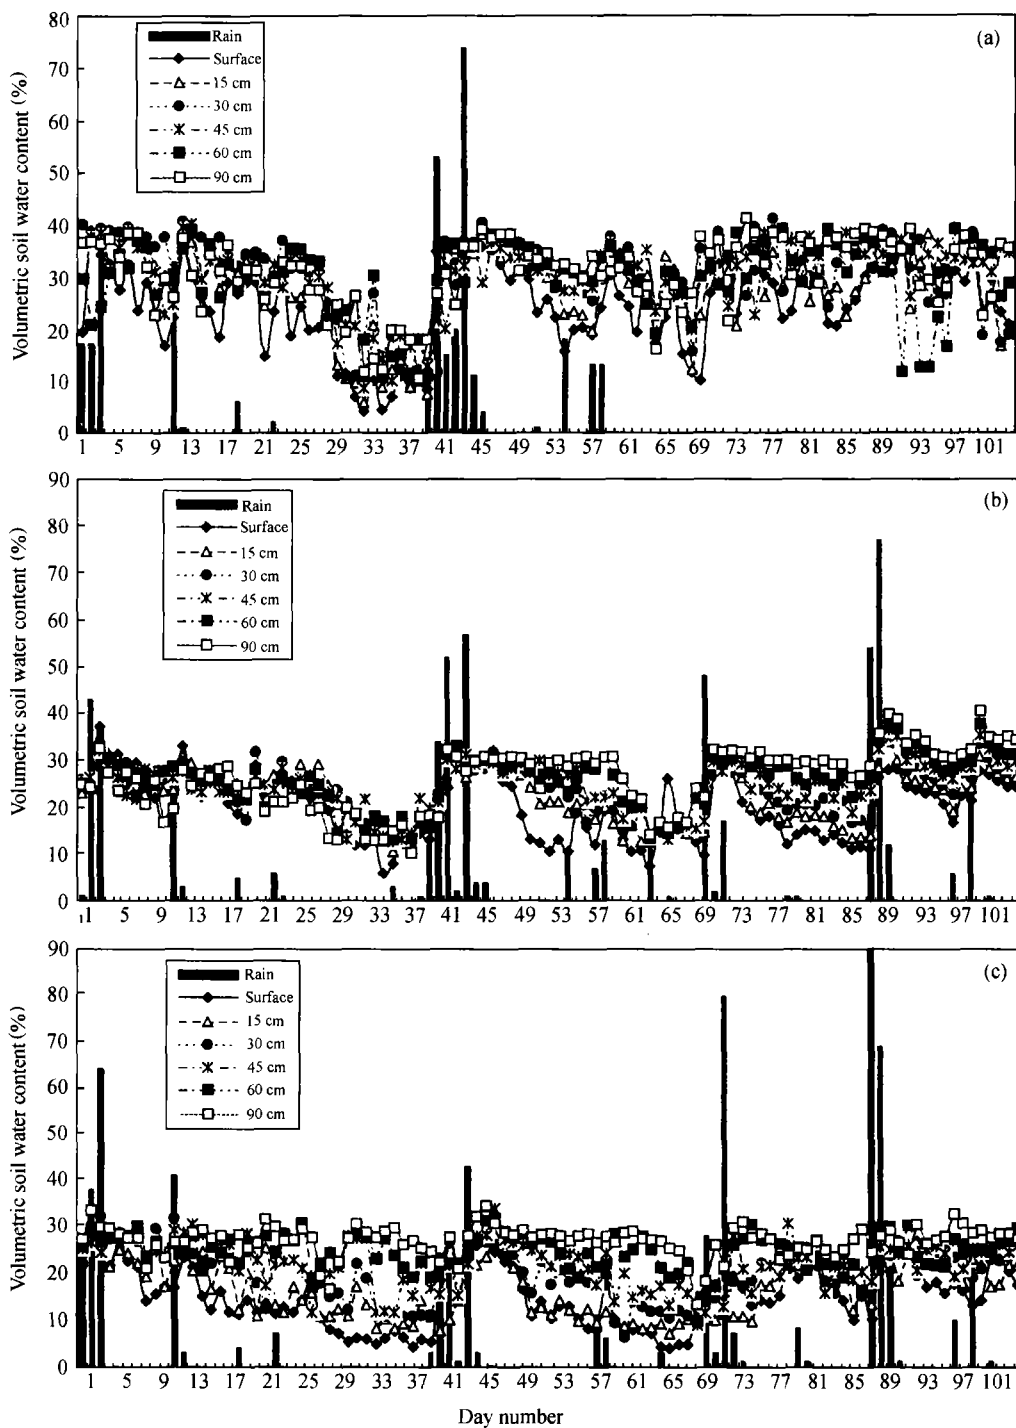 Volumetric soil water content (%)
(a)
Rain
Surface
15 cm
30 cm
45 cm
60 cm
90 cm
80
70
60
50
40
30
20
10
0
1 5 9 13 17 21 25 29 33 37 41 45 49 53 57 61 65 69 73 77 81 85 89 93 97 101
Volumetric soil water content (%)
(b)
Rain
Surface
15 cm
30 cm
45 cm
60 cm
90 cm
90
80
70
60
50
40
30
20
10
0
1 5 9 13 17 21 25 29 33 37 41 45 49 53 57 61 65 69 73 77 81 85 89 93 97 101
Volumetric soil water content (%)
(c)
Rain
Surface
15 cm
30 cm
45 cm
60 cm
90 cm
90
80
70
60
50
40
30
20
10
0
1 5 9 13 17 21 25 29 33 37 41 45 49 53 57 61 65 69 73 77 81 85 89 93 97 101
Day number